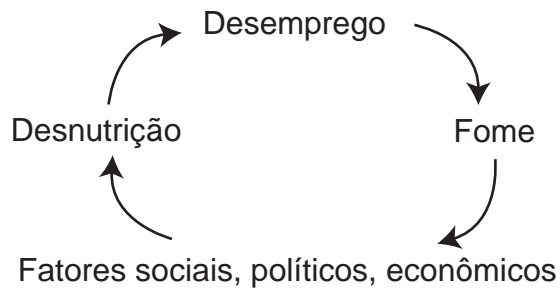 Desemprego
Desnutrição
Fome
Fatores sociais, políticos, econômicos